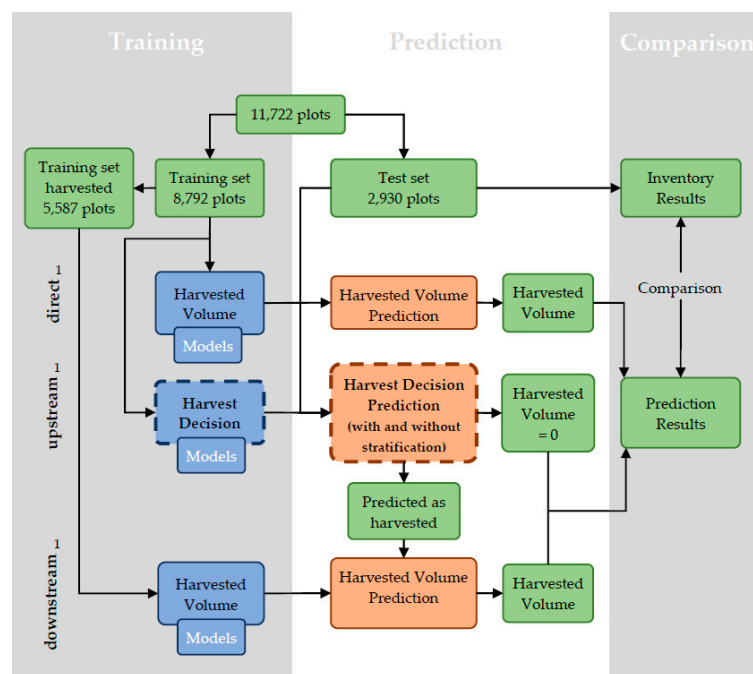 Training
Prediction
Comparison
11,722 plots
Training set
harvested
5,587 plots
Training set
8,792 plots
Test set
2,930 plots
Inventory
Results
direct 1
Harvested
Volume
Models
Harvested Volume
Prediction
Harvested
Volume
Comparison
upstream 1
Harvest
Decision
Models
Harvest Decision
Prediction
(with and without
stratification)
Harvested
Volume
= 0
Prediction
Results
Predicted as
harvested
downstream 1
Harvested
Volume
Models
Harvested Volume
Prediction
Harvested
Volume